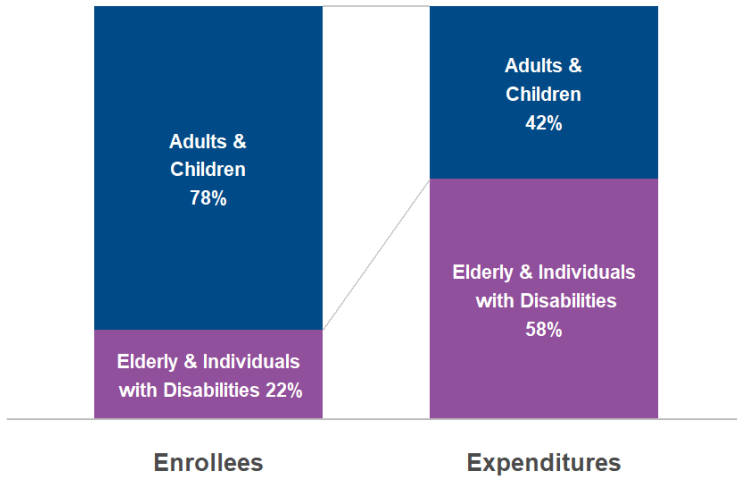 Adults &
Children
78%
Elderly & Individuals
with Disabilities 22%
Adults &
Children
42%
Elderly & Individuals
with Disabilities
58%
Enrollees
Expenditures